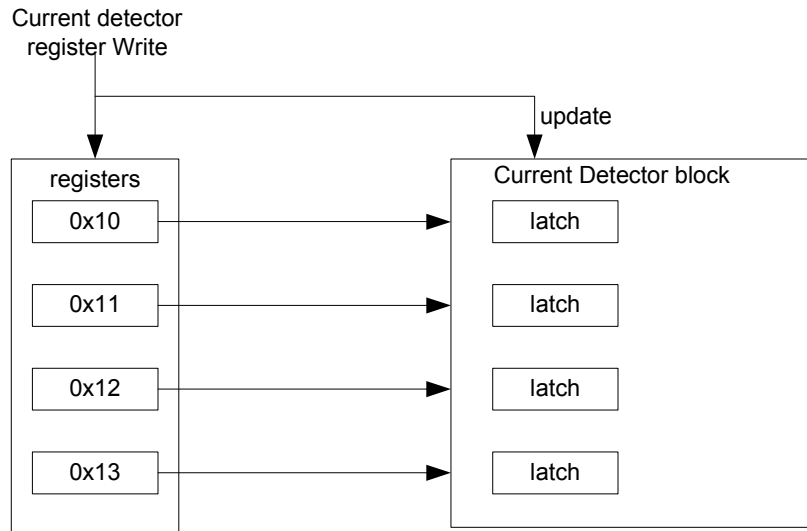 Current detector
register Write
update
registers
Current Detector block
0x10
latch
0x11
latch
0x12
latch
0x13
latch